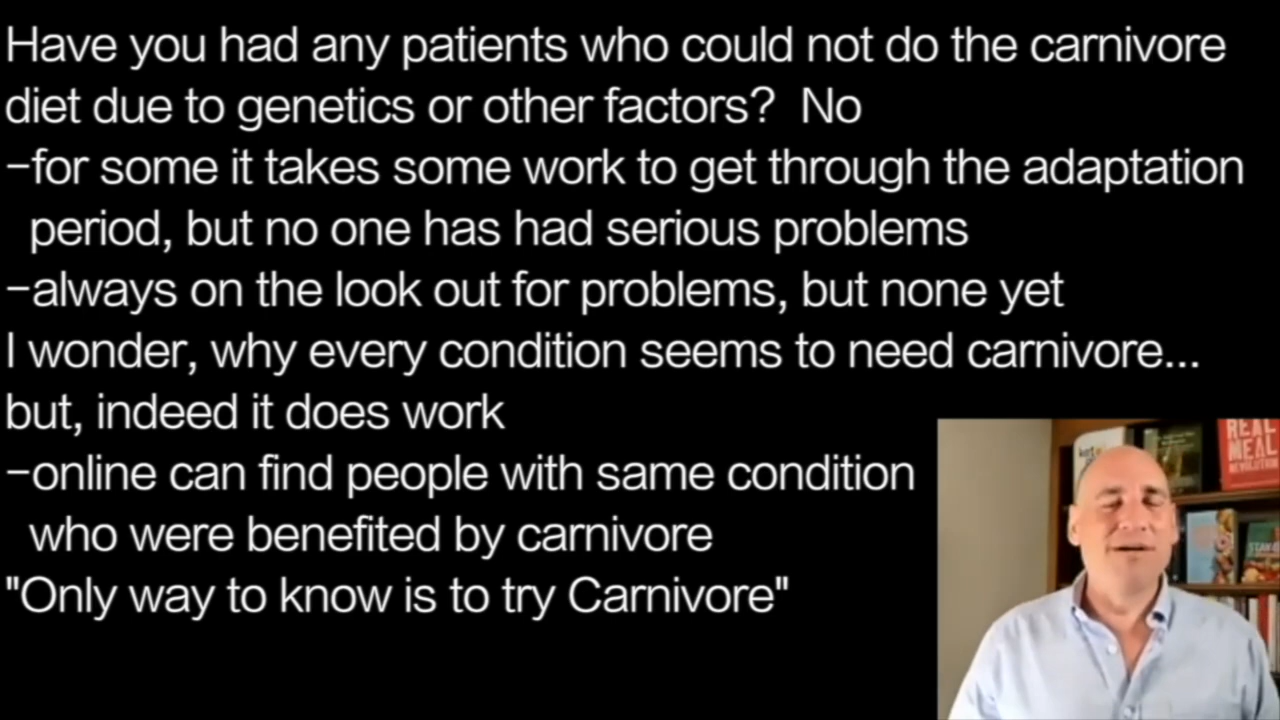 Have you had any patients who could not do the carnivore
diet due to genetics or other factors?  No
–for some it takes some work to get through the adaptation
period, but no one has had serious problems
–always on the look out for problems, but none yet
I wonder, why every condition seems to need carnivore...
but, indeed it does work
–online can find people with same condition
who were benefited by carnivore
"Only way to know is to try Carnivore"
REAL
MEAL
REVOLUTION